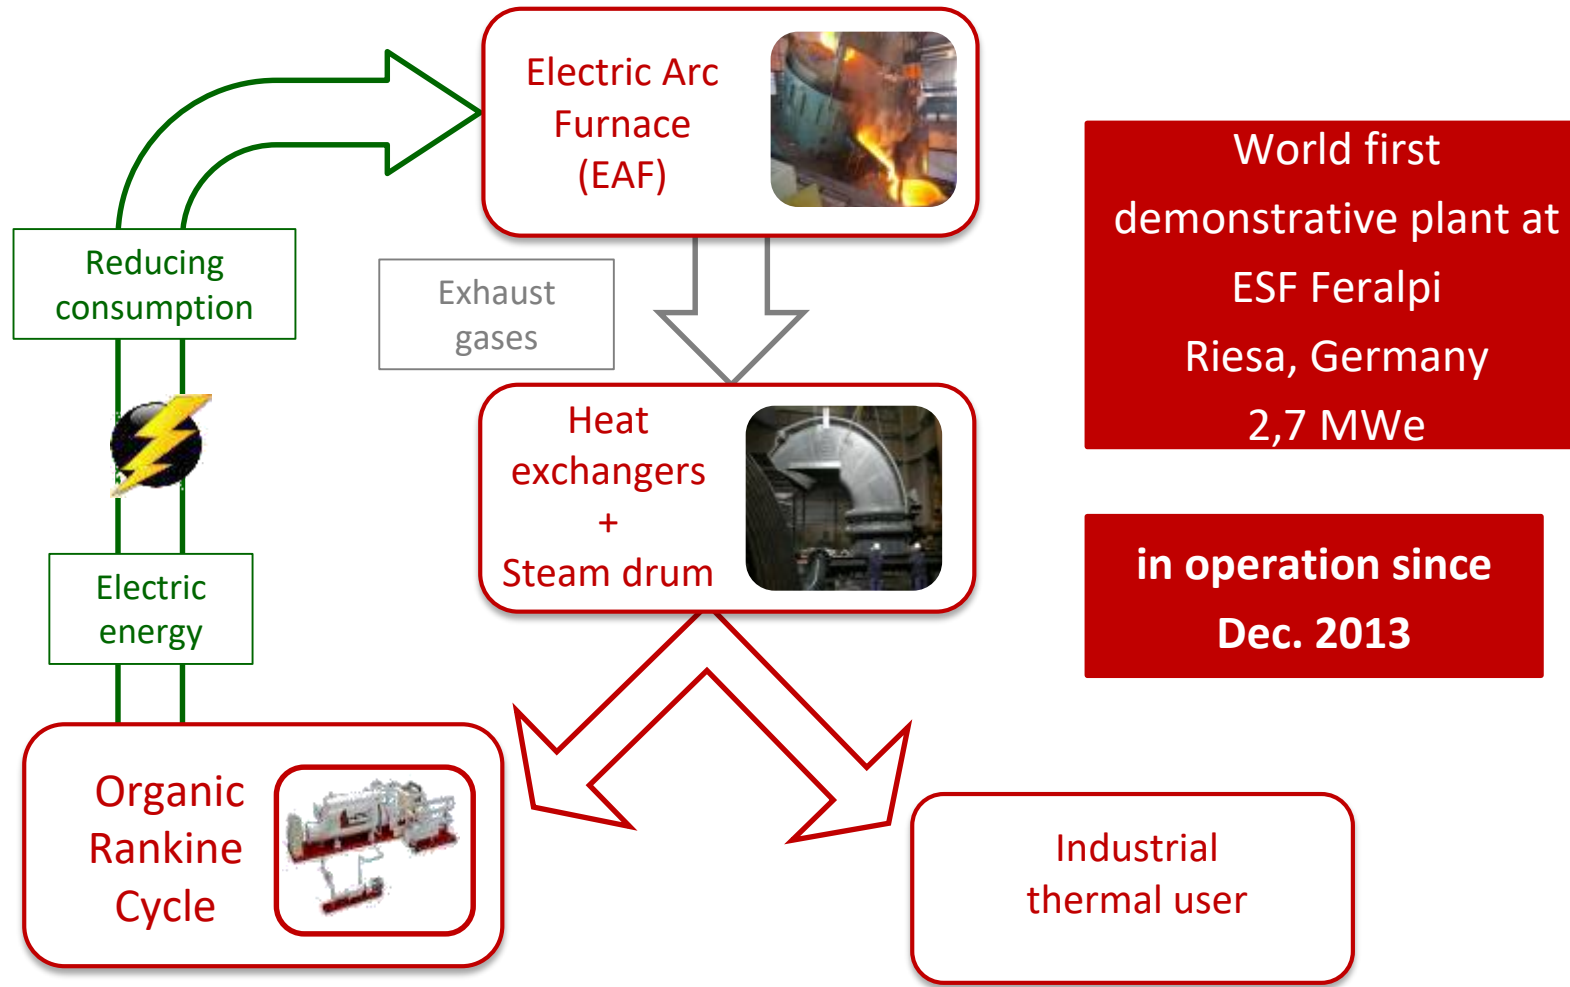 Electric Arc
Furnace
(EAF)
World first
demonstrative plant at
ESF Feralpi
Riesa, Germany
2,7 MWe
Reducing
consumption
Exhaust
gases
Heat
exchangers
+
Steam drum
in operation since
Dec. 2013
Electric
energy
Organic
Rankine
Cycle
Industrial
thermal user